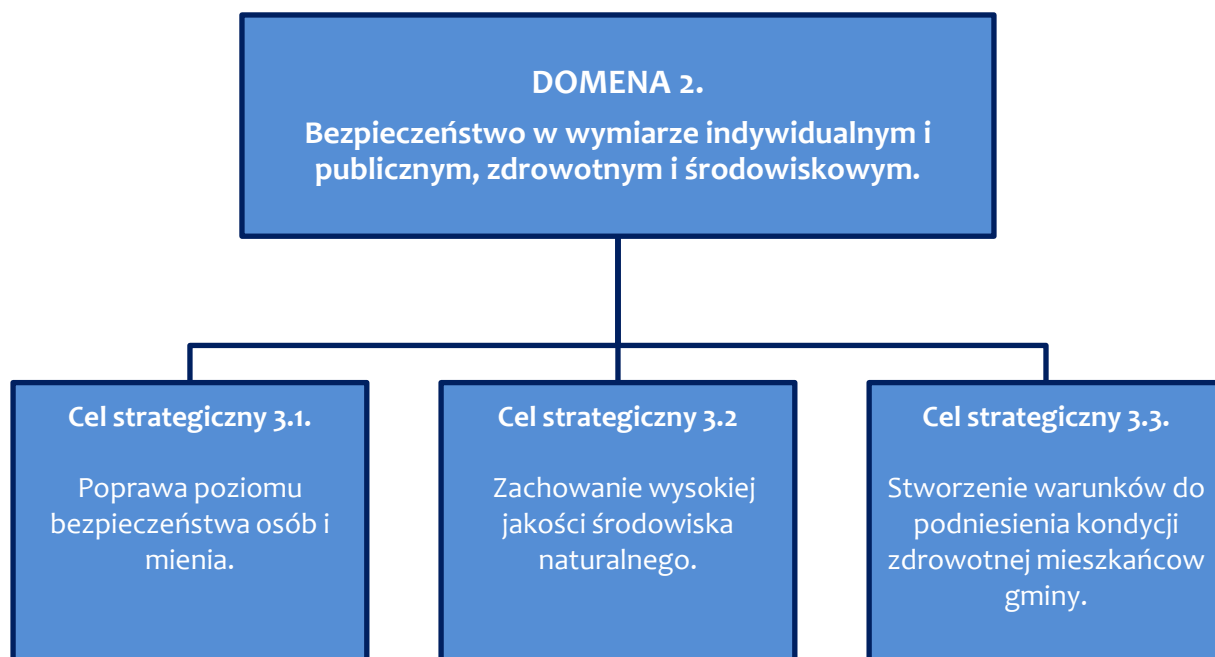 DOMENA 2.
Bezpieczeństwo w wymiarze indywidualnym i
publicznym, zdrowotnym i środowiskowym.
Cel strategiczny 3.1.
Poprawa poziomu
bezpieczeństwa osób i
mienia.
Cel strategiczny 3.2
Zachowanie wysokiej
jakości środowiska
naturalnego.
Cel strategiczny 3.3.
Stworzenie warunków do
podniesienia kondycji
zdrowotnej mieszkańcow
gminy.